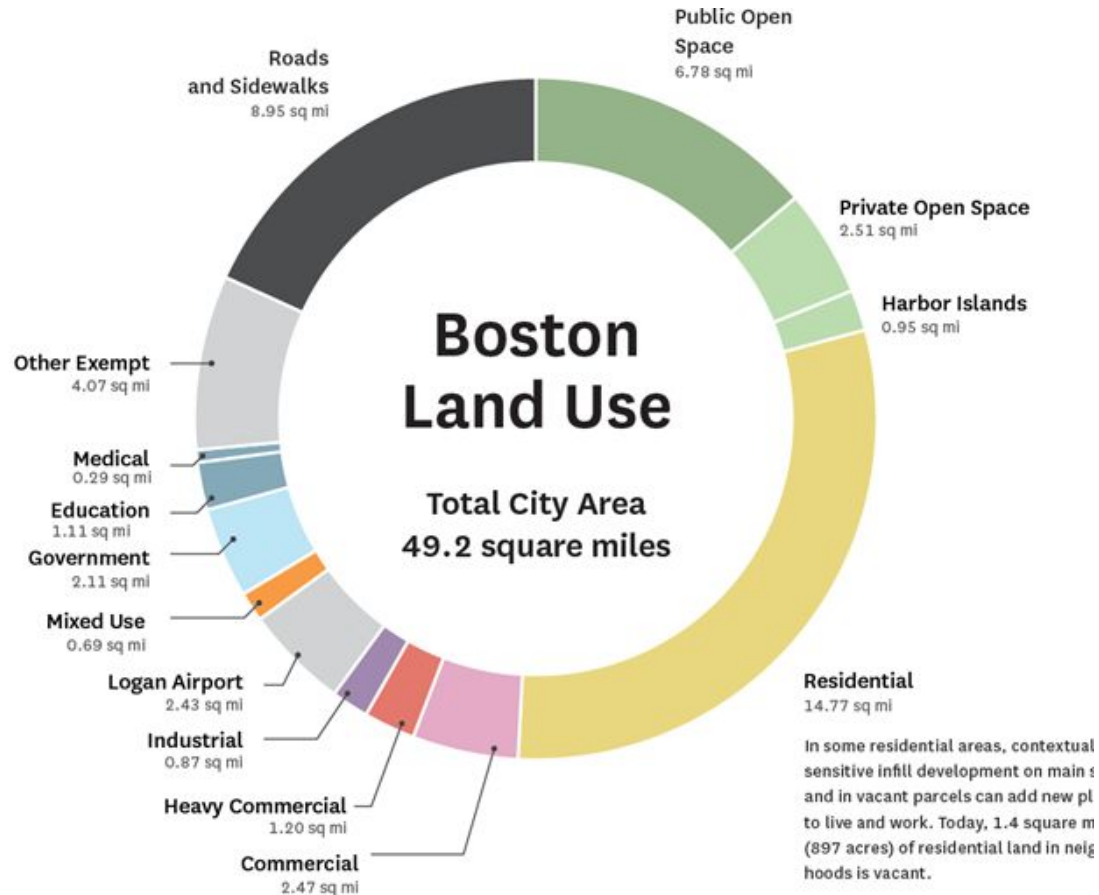 Public Open
Space
6.78 sq mi
Private Open Space
2.51 sq mi
Harbor Islands
0.95 sq mi
Residential
14.77 sq mi
In some residential areas, contextual
sensitive infill development on main
and in vacant parcels can add new
to live and work. Today, 1.4 square
(897 acres) of residential land in
hoods is vacant.
Commercial
2.47 sq mi
Heavy Commercial
1.20 sq mi
Industrial
0.87 sq mi
Logan Airport
2.43 sq mi
Mixed Use
0.69 sq mi
Government
2.11 sq mi
Education
1.11 sq mi
Medical
0.29 sq mi
Other Exempt
4.07 sq mi
Roads
and Sidewalks
8.95 sq mi
Boston
Land Use
Total City Area
49.2 square miles